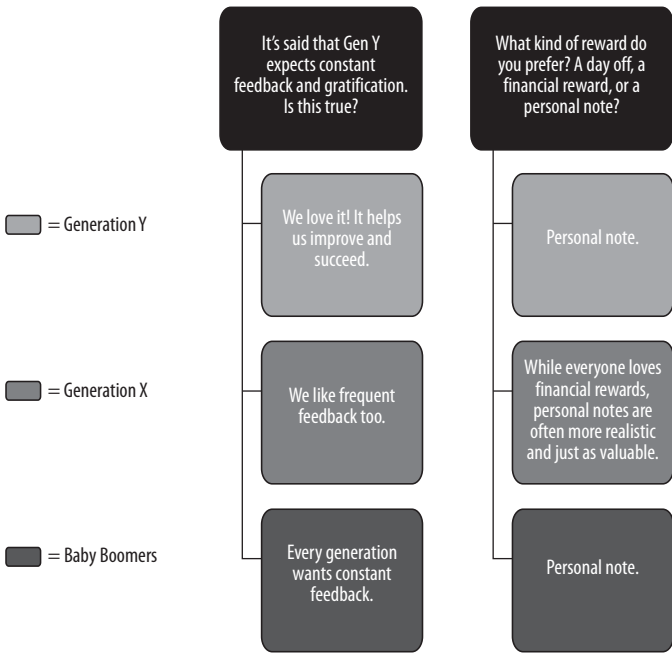 It's said that Gen Y
expects constant
feedback and gratification.
Is this true?
What kind of reward do
you prefer? A day off, a
financial reward, or a
personal note?
= Generation Y
We love it! It helps
us improve and
succeed.
Personal note.
= Generation X
We like frequent
feedback too.
While everyone loves
financial rewards,
personal notes are
often more realistic
and just as valuable.
= Baby Boomers
Every generation
wants constant
feedback.
Personal note.